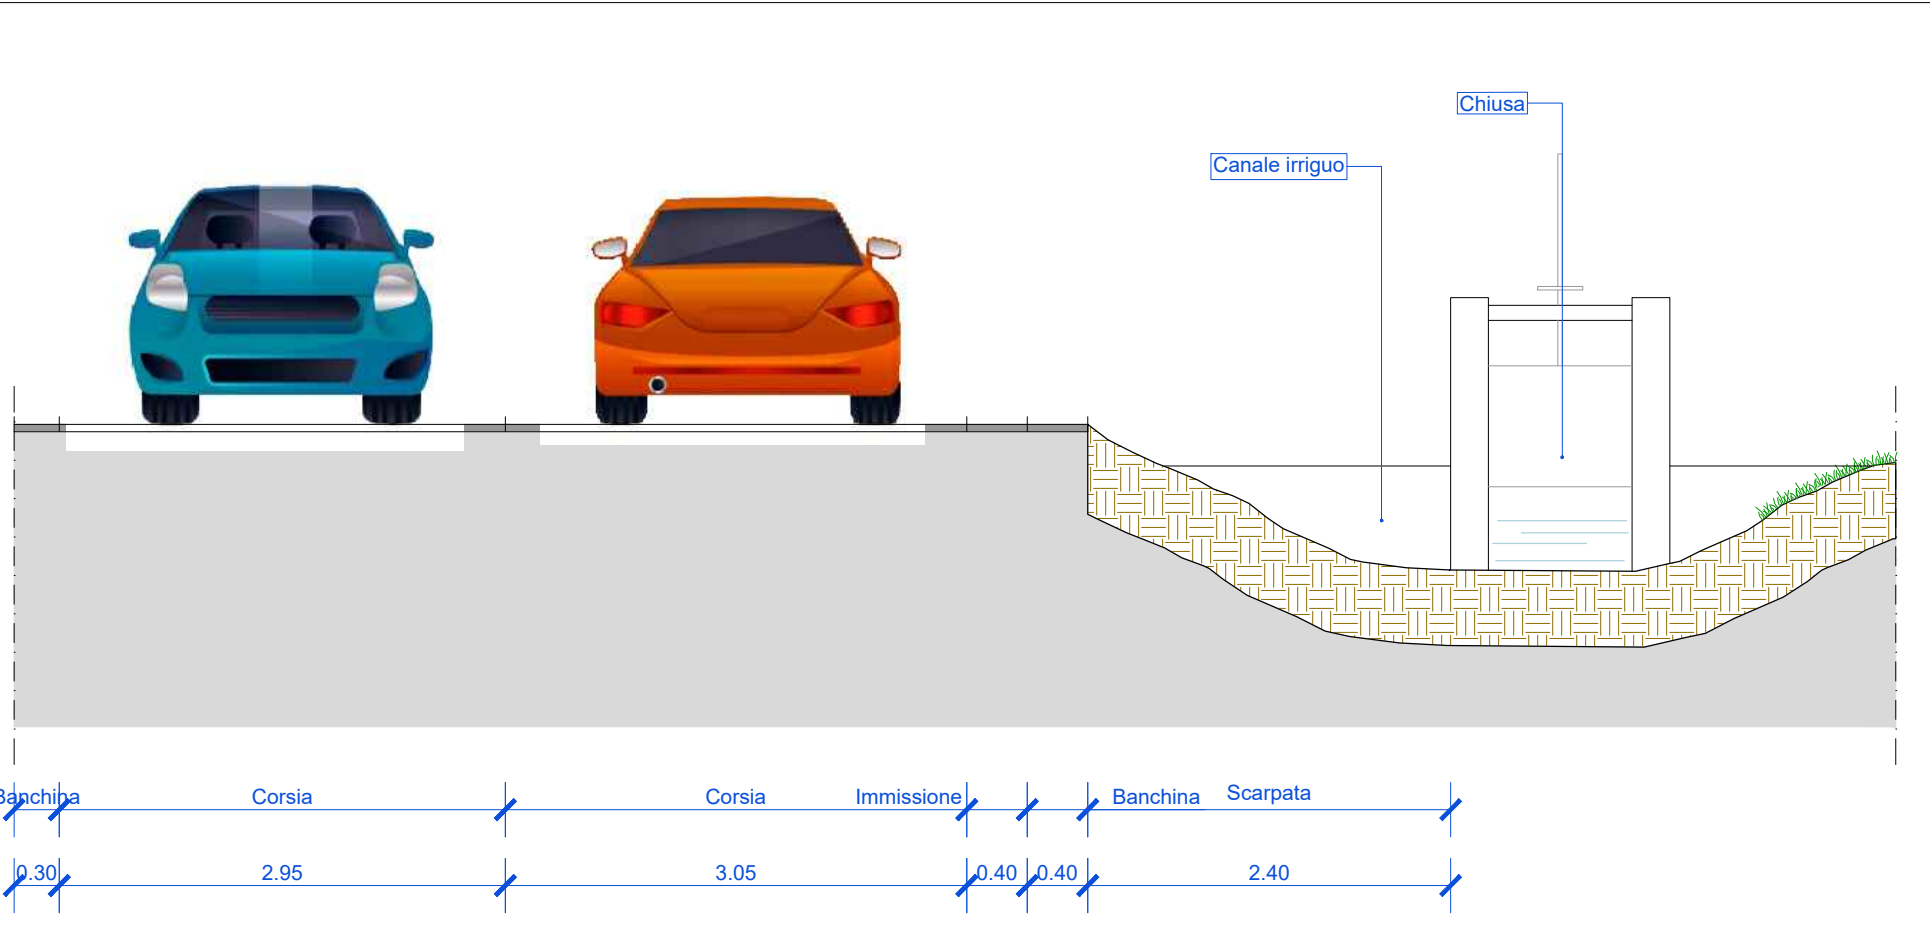 Chiusa
Canale irriguo
Banchina Corsia Corsia Immissione Banchina Scarpata
0.30 2.95 3.05 0.40 0.40 2.40